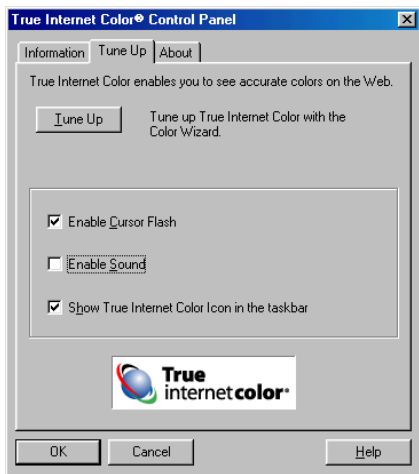 True Internet Color® Control Panel
Information Tune Up About
True Internet Color enables you to see accurate colors on the Web.
Tune Up
Tune up True Internet Color with the
Color Wizard.
Enable Cursor Flash
Enable Sound
Show True Internet Color Icon in the taskbar
True
internetcolor®
OK Cancel Help